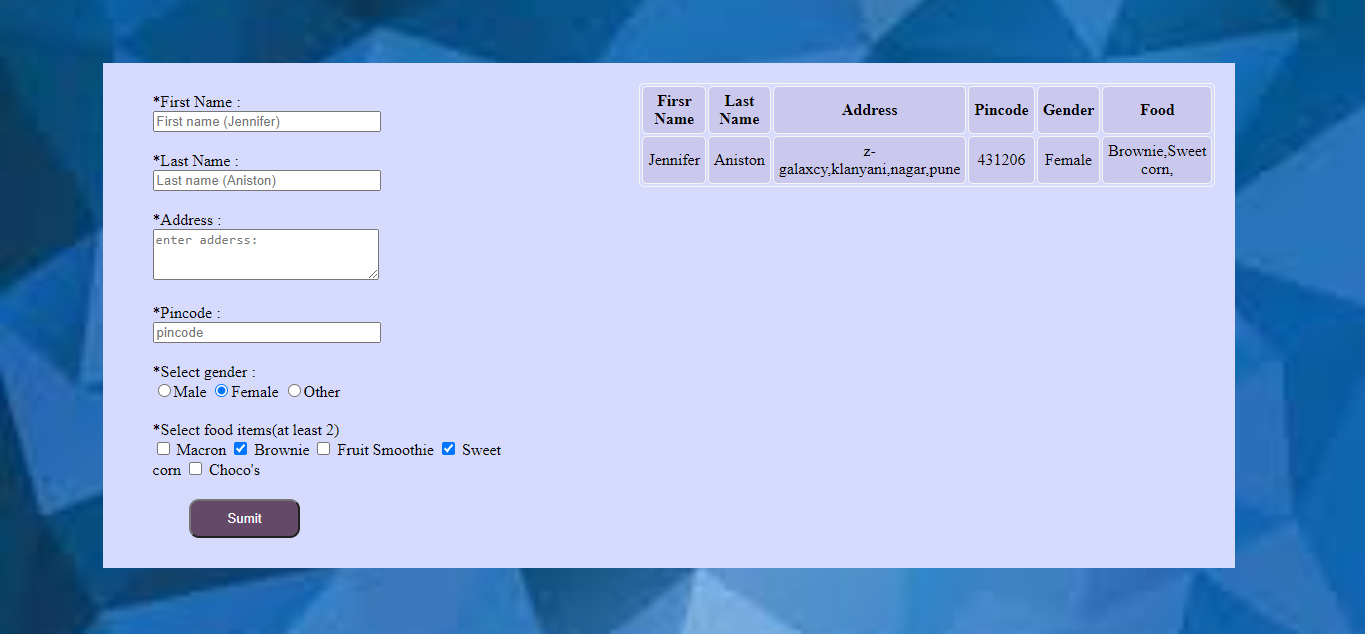 *First Name :
First name (Jennifer)
*Last Name :
Last name (Aniston)
*Address :
enter adderss:
*Pincode :
pincode
*Select gender :
Male Female Other
*Select food items(at least 2)
Macron Brownie Fruit Smoothie Sweet
corn Choco's
Sumit
Firsr Name Last Name Address Pincode Gender Food
Jennifer Aniston z-galaxcy,klanyani,nagar,pune 431206 Female Brownie,Sweet corn,